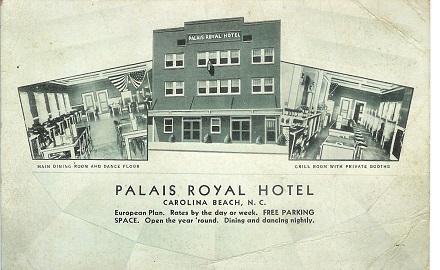 PALAIS ROYAL HOTEL
MAIN DINING ROOM AND DANCE FLOOR
GRILL ROOM WITH PRIVATE BOOTHS
PALAIS ROYAL HOTEL
CAROLINA BEACH, N. C.
European Plan. Rates by the day or week. FREE PARKING
SPACE. Open the year 'round. Dining and dancing nightly.